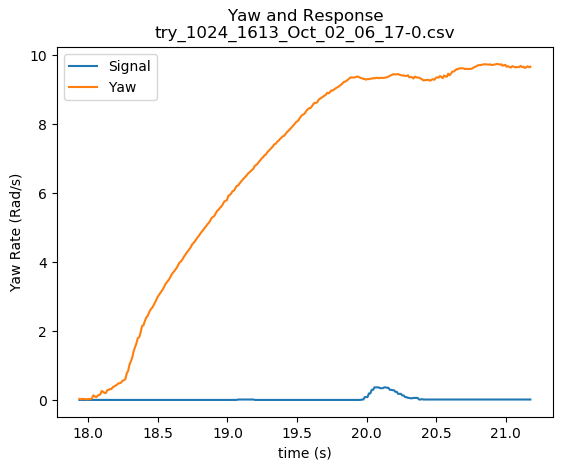 Yaw and Response
try_1024_1613_Oct_02_06_17-0.csv
Signal
Yaw
Yaw Rate (Rad/s)
10
8
6
4
2
0
18.0 18.5 19.0 19.5 20.0 20.5 21.0
time (s)